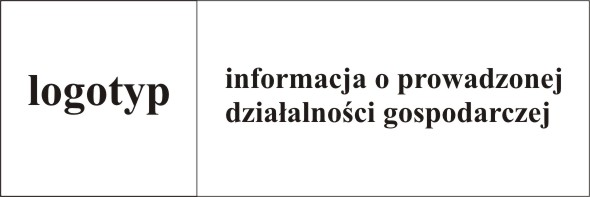 logotyp
informacja o prowadzonej
działalności gospodarczej